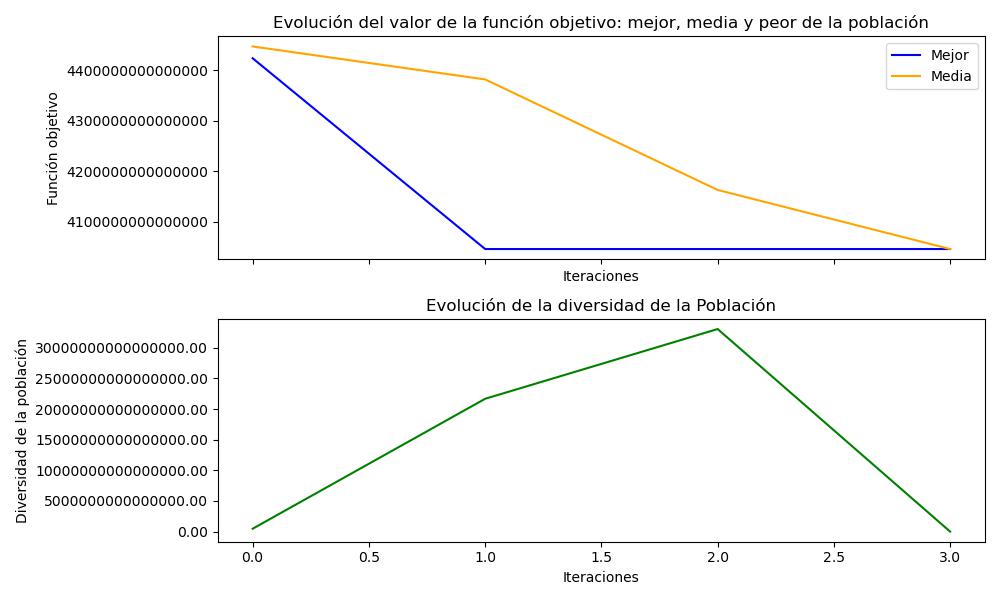 Evolución del valor de la función objetivo: mejor, media y peor de la población
Mejor
Media
Función objetivo
4400000000000000
4300000000000000
4200000000000000
4100000000000000
Iteraciones
Evolución de la diversidad de la Población
Diversidad de la población
30000000000000000.00
25000000000000000.00
20000000000000000.00
15000000000000000.00
10000000000000000.00
5000000000000000.00
0.00
0.0 0.5 1.0 1.5 2.0 2.5 3.0
Iteraciones